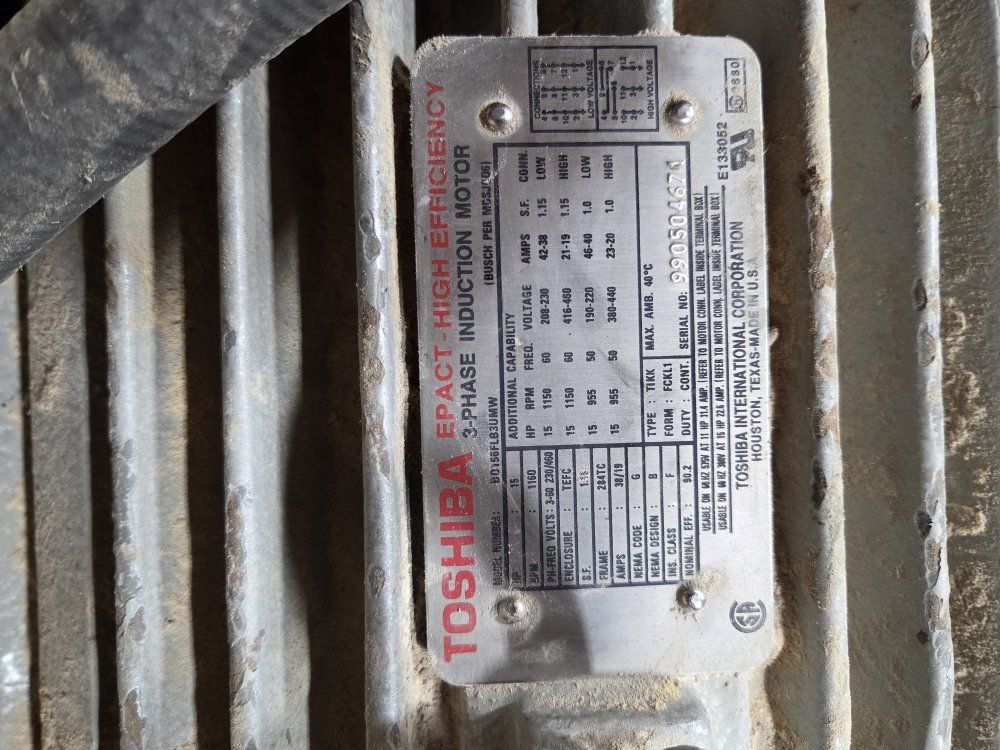 TOSHIBA EPACT-HIGH EFFICIENCY
3-PHASE INDUCTION MOTOR
MODEL NUMBER:
HP : 15
RPM : 1160
PH-FREQ VOLTS: 3-60 230/460
ENCLOSURE : TEFC
S.F. : 1.15
FRAME : 284TC
AMPS : 38/19
NEMA CODE : G
NEMA DESIGN : B
INS. CLASS : F
NOMINAL EFF. : 90.2
ADDITIONAL CAPABILITY
HP RPM FREQ. VOLTAGE AMPS S.F. CONN.
15 1150 60 208-230 42-38 1.15 LOW
15 1150 60 416-460 21-19 1.15 HIGH
15 955 50 190-220 46-40 1.0 LOW
15 955 50 380-440 23-20 1.0 HIGH
TYPE : TIKK MAX. AMB. 40°C
FORM : FCKL1
DUTY : CONT. SERIAL NO: 990504671
CONNECTIONS
LOW VOLTAGE
HIGH VOLTAGE
USABLE ON 60 HZ 575V AT 11 HP 11.4 AMP. (REFER TO MOTOR CONN. LABEL INSIDE TERMINAL BOX)
USABLE ON 60 HZ 380V AT 15 HP 22.6 AMP. (REFER TO MOTOR CONN. LABEL INSIDE TERMINAL BOX)
TOSHIBA INTERNATIONAL CORPORATION
HOUSTON, TEXAS-MADE IN U.S.A
E133052